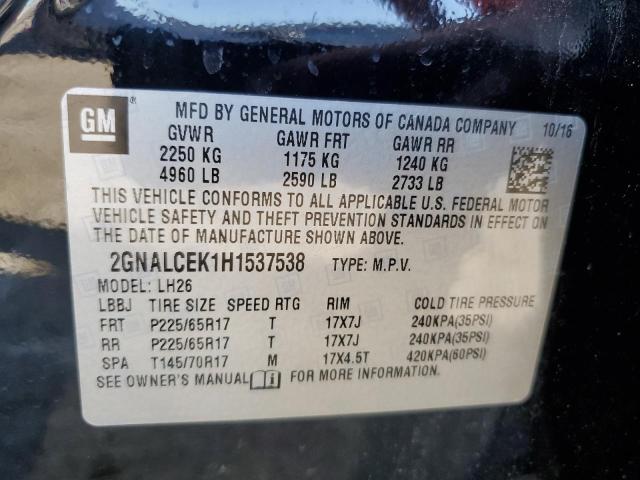 GM ® MFD BY GENERAL MOTORS OF CANADA COMPANY 10/16
GVWR GAWR FRT GAWR RR
2250 KG 1175 KG 1240 KG
4960 LB 2590 LB 2733 LB
THIS VEHICLE CONFORMS TO ALL APPLICABLE U.S. FEDERAL MOTOR
VEHICLE SAFETY AND THEFT PREVENTION STANDARDS IN EFFECT ON
THE DATE OF MANUFACTURE SHOWN ABOVE.
2GNALCEK1H1537538 TYPE: M.P.V.
MODEL: LH26
LBBJ TIRE SIZE SPEED RTG RIM COLD TIRE PRESSURE
FRT P225/65R17 T 17X7J 240KPA(35PSI)
RR P225/65R17 T 17X7J 240KPA(35PSI)
SPA T145/70R17 M 17X4.5T 420KPA(60PSI)
SEE OWNER'S MANUAL FOR MORE INFORMATION.